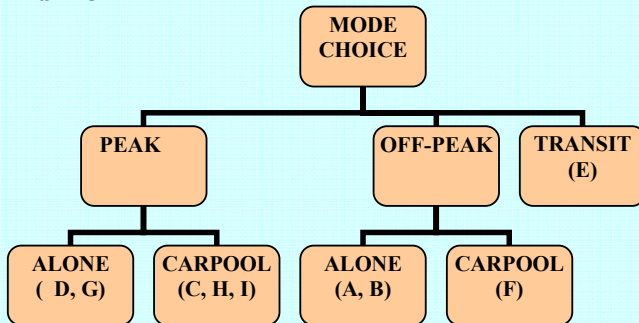 MODE
CHOICE
PEAK
OFF-PEAK
TRANSIT
(E)
ALONE
( D, G)
CARPOOL
(C, H, I)
ALONE
(A, B)
CARPOOL
(F)